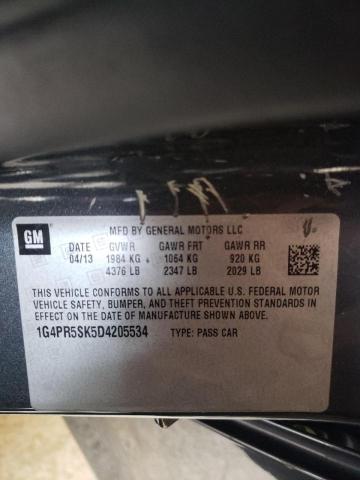 GM
MFD BY GENERAL MOTORS LLC
DATE GVWR GAWR FRT GAWR RR
04/13 1984 KG 1064 KG 920 KG
4376 LB 2347 LB 2029 LB
THIS VEHICLE CONFORMS TO ALL APPLICABLE U.S. FEDERAL MOTOR
VEHICLE SAFETY, BUMPER, AND THEFT PREVENTION STANDARDS IN
EFFECT ON THE DATE OF MANUFACTURE SHOWN ABOVE.
1G4PR5SK5D4205534 TYPE: PASS CAR